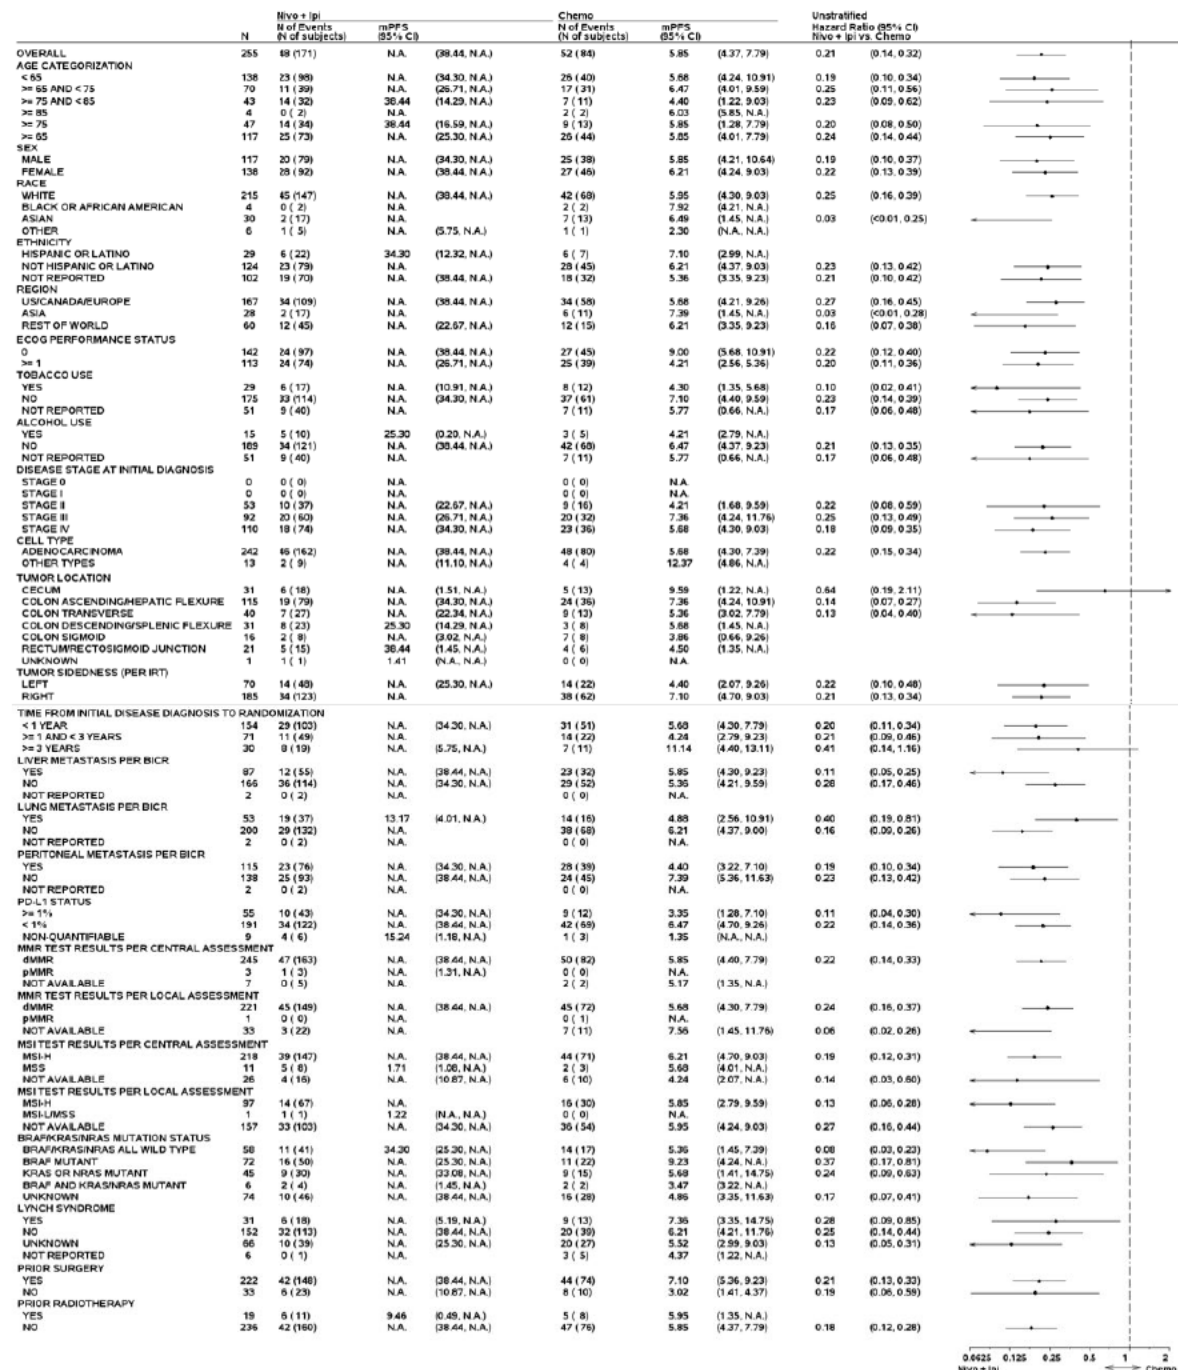 Nivo + Ipi Chemo Unstratified
N of Events mPFS N of Events mPFS Hazard Ratio (95% CI)
N (N of subjects) (95% CI) (N of subjects) (95% CI) Nivo + Ipi vs. Chemo
OVERALL 255 48 (171) N.A. (38.44, N.A.) 52 (84) 5.85 (4.37, 7.79) 0.21 (0.14, 0.32)
AGE CATEGORIZATION
< 65 138 23 (98) N.A. (34.30, N.A.) 26 (40) 5.68 (4.24, 10.91) 0.19 (0.10, 0.34)
>= 65 AND < 75 70 11 (39) N.A. (26.71, N.A.) 17 (31) 6.47 (4.01, 9.59) 0.25 (0.11, 0.56)
>= 75 AND < 85 43 14 (32) 38.44 (14.29, N.A.) 7 (11) 4.40 (1.22, 9.03) 0.23 (0.09, 0.62)
>= 85 4 0 ( 2) N.A. 2 ( 2) 6.03 (5.85, N.A.)
>= 75 47 14 (34) 38.44 (16.59, N.A.) 9 (13) 5.85 (1.28, 7.79) 0.20 (0.08, 0.50)
>= 65 117 25 (73) N.A. (25.30, N.A.) 26 (44) 5.85 (4.01, 7.79) 0.24 (0.14, 0.44)
SEX
MALE 117 20 (79) N.A. (34.30, N.A.) 25 (38) 5.85 (4.21, 10.64) 0.19 (0.10, 0.37)
FEMALE 138 28 (92) N.A. (38.44, N.A.) 27 (46) 6.21 (4.24, 9.03) 0.22 (0.13, 0.39)
RACE
WHITE 215 45 (147) N.A. (38.44, N.A.) 42 (68) 5.95 (4.30, 9.03) 0.25 (0.16, 0.39)
BLACK OR AFRICAN AMERICAN 4 0 ( 2) N.A. 2 ( 2) 7.92 (4.21, N.A.)
ASIAN 30 2 (17) N.A. 7 (13) 6.49 (1.45, N.A.) 0.03 (<0.01, 0.25)
OTHER 6 1 ( 5) N.A. (5.75, N.A.) 1 ( 1) 2.30 (N.A., N.A.)
ETHNICITY
HISPANIC OR LATINO 29 6 (22) 34.30 (12.32, N.A.) 6 ( 7) 7.10 (2.99, N.A.)
NOT HISPANIC OR LATINO 124 23 (79) N.A. 28 (45) 6.21 (4.37, 9.03) 0.23 (0.13, 0.42)
NOT REPORTED 102 19 (70) N.A. (38.44, N.A.) 18 (32) 5.36 (3.35, 9.23) 0.21 (0.10, 0.42)
REGION
US/CANADA/EUROPE 167 34 (109) N.A. (38.44, N.A.) 34 (58) 5.68 (4.21, 9.26) 0.27 (0.16, 0.45)
ASIA 28 2 (17) N.A. 6 (11) 7.39 (1.45, N.A.) 0.03 (<0.01, 0.28)
REST OF WORLD 60 12 (45) N.A. (22.67, N.A.) 12 (15) 6.21 (3.35, 9.23) 0.16 (0.07, 0.38)
ECOG PERFORMANCE STATUS
0 142 24 (97) N.A. (38.44, N.A.) 27 (45) 9.00 (5.68, 10.91) 0.22 (0.12, 0.40)
>= 1 113 24 (74) N.A. (26.71, N.A.) 25 (39) 4.21 (2.56, 5.36) 0.20 (0.11, 0.36)
TOBACCO USE
YES 29 6 (17) N.A. (10.91, N.A.) 8 (12) 4.30 (1.35, 5.68) 0.10 (0.02, 0.41)
NO 175 33 (114) N.A. (34.30, N.A.) 37 (61) 7.10 (4.40, 9.59) 0.23 (0.14, 0.39)
NOT REPORTED 51 9 (40) N.A. 7 (11) 5.77 (0.66, N.A.) 0.17 (0.06, 0.48)
ALCOHOL USE
YES 15 5 (10) 25.30 (0.20, N.A.) 3 ( 5) 4.21 (2.79, N.A.)
NO 189 34 (121) N.A. (38.44, N.A.) 42 (68) 6.47 (4.37, 9.23) 0.21 (0.13, 0.35)
NOT REPORTED 51 9 (40) N.A. 7 (11) 5.77 (0.66, N.A.) 0.17 (0.06, 0.48)
DISEASE STAGE AT INITIAL DIAGNOSIS
STAGE 0 0 0 ( 0) N.A. 0 ( 0) N.A.
STAGE I 0 0 ( 0) N.A. 0 ( 0) N.A.
STAGE II 53 10 (37) N.A. (22.67, N.A.) 9 (16) 4.21 (1.68, 9.59) 0.22 (0.08, 0.59)
STAGE III 92 20 (60) N.A. (26.71, N.A.) 20 (32) 7.36 (4.24, 11.76) 0.25 (0.13, 0.49)
STAGE IV 110 18 (74) N.A. (34.30, N.A.) 23 (36) 5.68 (4.30, 9.03) 0.18 (0.09, 0.35)
CELL TYPE
ADENOCARCINOMA 242 46 (162) N.A. (38.44, N.A.) 48 (80) 5.68 (4.30, 7.39) 0.22 (0.15, 0.34)
OTHER TYPES 13 2 ( 9) N.A. (11.10, N.A.) 4 ( 4) 12.37 (4.86, N.A.)
TUMOR LOCATION
CECUM 31 6 (18) N.A. (1.51, N.A.) 5 (13) 9.59 (1.22, N.A.) 0.64 (0.19, 2.11)
COLON ASCENDING/HEPATIC FLEXURE 115 19 (79) N.A. (34.30, N.A.) 24 (36) 7.36 (4.24, 10.91) 0.14 (0.07, 0.27)
COLON TRANSVERSE 40 7 (27) N.A. (22.34, N.A.) 9 (13) 5.36 (3.02, 7.79) 0.13 (0.04, 0.40)
COLON DESCENDING/SPLENIC FLEXURE 31 8 (23) 25.30 (14.29, N.A.) 3 ( 8) 5.68 (1.45, N.A.)
COLON SIGMOID 16 2 ( 8) N.A. (3.02, N.A.) 7 ( 8) 3.86 (0.66, 9.26)
RECTUM/RECTOSIGMOID JUNCTION 21 5 (15) 38.44 (1.45, N.A.) 4 ( 6) 4.50 (1.35, N.A.)
UNKNOWN 1 1 ( 1) 1.41 (N.A., N.A.) 0 ( 0) N.A.
TUMOR SIDEDNESS (PER IRT)
LEFT 70 14 (48) N.A. (25.30, N.A.) 14 (22) 4.40 (2.07, 9.26) 0.22 (0.10, 0.48)
RIGHT 185 34 (123) N.A. 38 (62) 7.10 (4.70, 9.03) 0.21 (0.13, 0.34)
TIME FROM INITIAL DISEASE DIAGNOSIS TO RANDOMIZATION
< 1 YEAR 154 29 (103) N.A. (34.30, N.A.) 31 (51) 5.68 (4.30, 7.79) 0.20 (0.11, 0.34)
>= 1 AND < 3 YEARS 71 11 (49) N.A. 14 (22) 4.24 (2.79, 9.23) 0.21 (0.09, 0.46)
>= 3 YEARS 30 8 (19) N.A. (5.75, N.A.) 7 (11) 11.14 (4.40, 13.11) 0.41 (0.14, 1.16)
LIVER METASTASIS PER BICR
YES 87 12 (55) N.A. (38.44, N.A.) 23 (32) 5.85 (4.30, 9.23) 0.11 (0.05, 0.25)
NO 166 36 (114) N.A. (34.30, N.A.) 29 (52) 5.36 (4.21, 9.59) 0.28 (0.17, 0.46)
NOT REPORTED 2 0 ( 2) N.A. 0 ( 0) N.A.
LUNG METASTASIS PER BICR
YES 53 19 (37) 13.17 (4.01, N.A.) 14 (16) 4.88 (2.56, 10.91) 0.40 (0.19, 0.81)
NO 200 29 (132) N.A. 38 (68) 6.21 (4.37, 9.00) 0.16 (0.09, 0.26)
NOT REPORTED 2 0 ( 2) N.A. 0 ( 0) N.A.
PERITONEAL METASTASIS PER BICR
YES 115 23 (76) N.A. (34.30, N.A.) 28 (39) 4.40 (3.22, 7.10) 0.19 (0.10, 0.34)
NO 138 25 (93) N.A. (38.44, N.A.) 24 (45) 7.39 (5.36, 11.63) 0.23 (0.13, 0.42)
NOT REPORTED 2 0 ( 2) N.A. 0 ( 0) N.A.
PD-L1 STATUS
>= 1% 55 10 (43) N.A. (34.30, N.A.) 9 (12) 3.35 (1.28, 7.10) 0.11 (0.04, 0.30)
< 1% 191 34 (122) N.A. (38.44, N.A.) 42 (69) 6.47 (4.70, 9.26) 0.22 (0.14, 0.36)
NON-QUANTIFIABLE 9 4 ( 6) 15.24 (1.18, N.A.) 1 ( 3) 1.35 (N.A., N.A.)
MMR TEST RESULTS PER CENTRAL ASSESSMENT
dMMR 245 47 (163) N.A. (38.44, N.A.) 50 (82) 5.85 (4.40, 7.79) 0.22 (0.14, 0.33)
pMMR 3 1 ( 3) N.A. (1.31, N.A.) 0 ( 0) N.A.
NOT AVAILABLE 7 0 ( 5) N.A. 2 ( 2) 5.17 (1.35, N.A.)
MMR TEST RESULTS PER LOCAL ASSESSMENT
dMMR 221 45 (149) N.A. (38.44, N.A.) 45 (72) 5.68 (4.30, 7.79) 0.24 (0.16, 0.37)
pMMR 1 0 ( 0) N.A. 0 ( 1) N.A.
NOT AVAILABLE 33 3 (22) N.A. 7 (11) 7.56 (1.45, 11.76) 0.06 (0.02, 0.26)
MSI TEST RESULTS PER CENTRAL ASSESSMENT
MSI-H 218 39 (147) N.A. (38.44, N.A.) 44 (71) 6.21 (4.70, 9.03) 0.19 (0.12, 0.31)
MSS 11 5 ( 8) 1.71 (1.08, N.A.) 2 ( 3) 5.68 (4.01, N.A.)
NOT AVAILABLE 26 4 (16) N.A. (10.87, N.A.) 6 (10) 4.24 (2.07, N.A.) 0.14 (0.03, 0.60)
MSI TEST RESULTS PER LOCAL ASSESSMENT
MSI-H 97 14 (67) N.A. 16 (30) 5.85 (2.79, 9.59) 0.13 (0.06, 0.28)
MSI-L/MSS 1 1 ( 1) 1.22 (N.A., N.A.) 0 ( 0) N.A.
NOT AVAILABLE 157 33 (103) N.A. (34.30, N.A.) 36 (54) 5.95 (4.24, 9.03) 0.27 (0.16, 0.44)
BRAF/KRAS/NRAS MUTATION STATUS
BRAF/KRAS/NRAS ALL WILD TYPE 58 11 (41) 34.30 (25.30, N.A.) 14 (17) 5.36 (1.45, 7.39) 0.08 (0.03, 0.23)
BRAF MUTANT 72 16 (50) N.A. (25.30, N.A.) 11 (22) 9.23 (4.24, N.A.) 0.37 (0.17, 0.81)
KRAS OR NRAS MUTANT 45 9 (30) N.A. (33.08, N.A.) 9 (15) 5.68 (1.41, 14.75) 0.24 (0.09, 0.63)
BRAF AND KRAS/NRAS MUTANT 6 2 ( 4) N.A. (1.45, N.A.) 2 ( 2) 3.47 (3.22, N.A.)
UNKNOWN 74 10 (46) N.A. (38.44, N.A.) 16 (28) 4.86 (3.35, 11.63) 0.17 (0.07, 0.41)
LYNCH SYNDROME
YES 31 6 (18) N.A. (5.19, N.A.) 9 (13) 7.36 (3.35, 14.75) 0.28 (0.09, 0.85)
NO 152 32 (113) N.A. (38.44, N.A.) 20 (39) 6.21 (4.21, 11.76) 0.25 (0.14, 0.44)
UNKNOWN 66 10 (39) N.A. (25.30, N.A.) 20 (27) 5.52 (2.99, 9.03) 0.13 (0.05, 0.31)
NOT REPORTED 6 0 ( 1) N.A. 3 ( 5) 4.37 (1.22, N.A.)
PRIOR SURGERY
YES 222 42 (148) N.A. (38.44, N.A.) 44 (74) 7.10 (5.36, 9.23) 0.21 (0.13, 0.33)
NO 33 6 (23) N.A. (10.87, N.A.) 8 (10) 3.02 (1.41, 4.37) 0.19 (0.06, 0.59)
PRIOR RADIOTHERAPY
YES 19 6 (11) 9.46 (0.49, N.A.) 5 ( 8) 5.95 (1.35, N.A.)
NO 236 42 (160) N.A. (38.44, N.A.) 47 (76) 5.85 (4.37, 7.79) 0.18 (0.12, 0.28)
0.0625 0.125 0.25 0.5 1 2
Nivo + Ipi Chemo